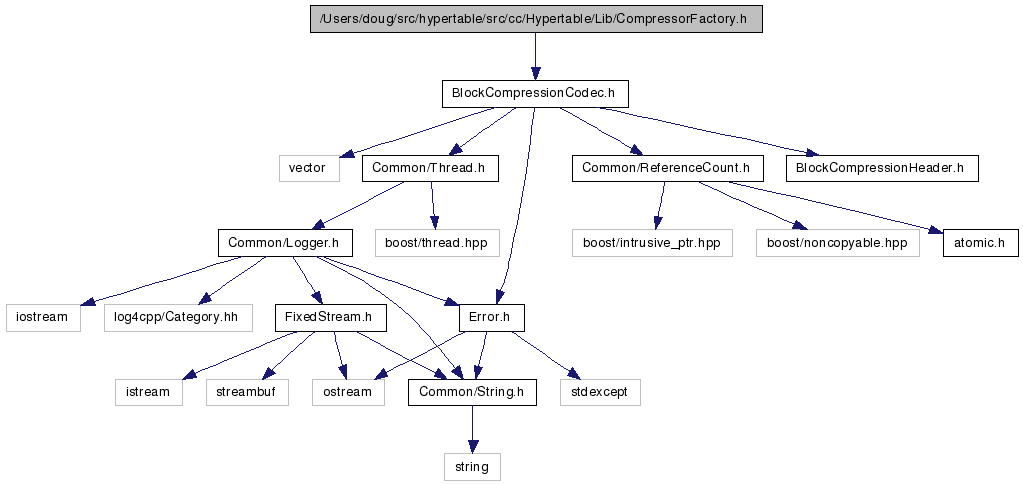 /Users/doug/src/hypertable/src/cc/Hypertable/Lib/CompressorFactory.h
BlockCompressionCodec.h
vector
Common/Thread.h
Common/ReferenceCount.h
BlockCompressionHeader.h
Common/Logger.h
boost/thread.hpp
boost/intrusive_ptr.hpp
boost/noncopyable.hpp
atomic.h
iostream
log4cpp/Category.hh
FixedStream.h
Error.h
istream
streambuf
ostream
Common/String.h
stdexcept
string